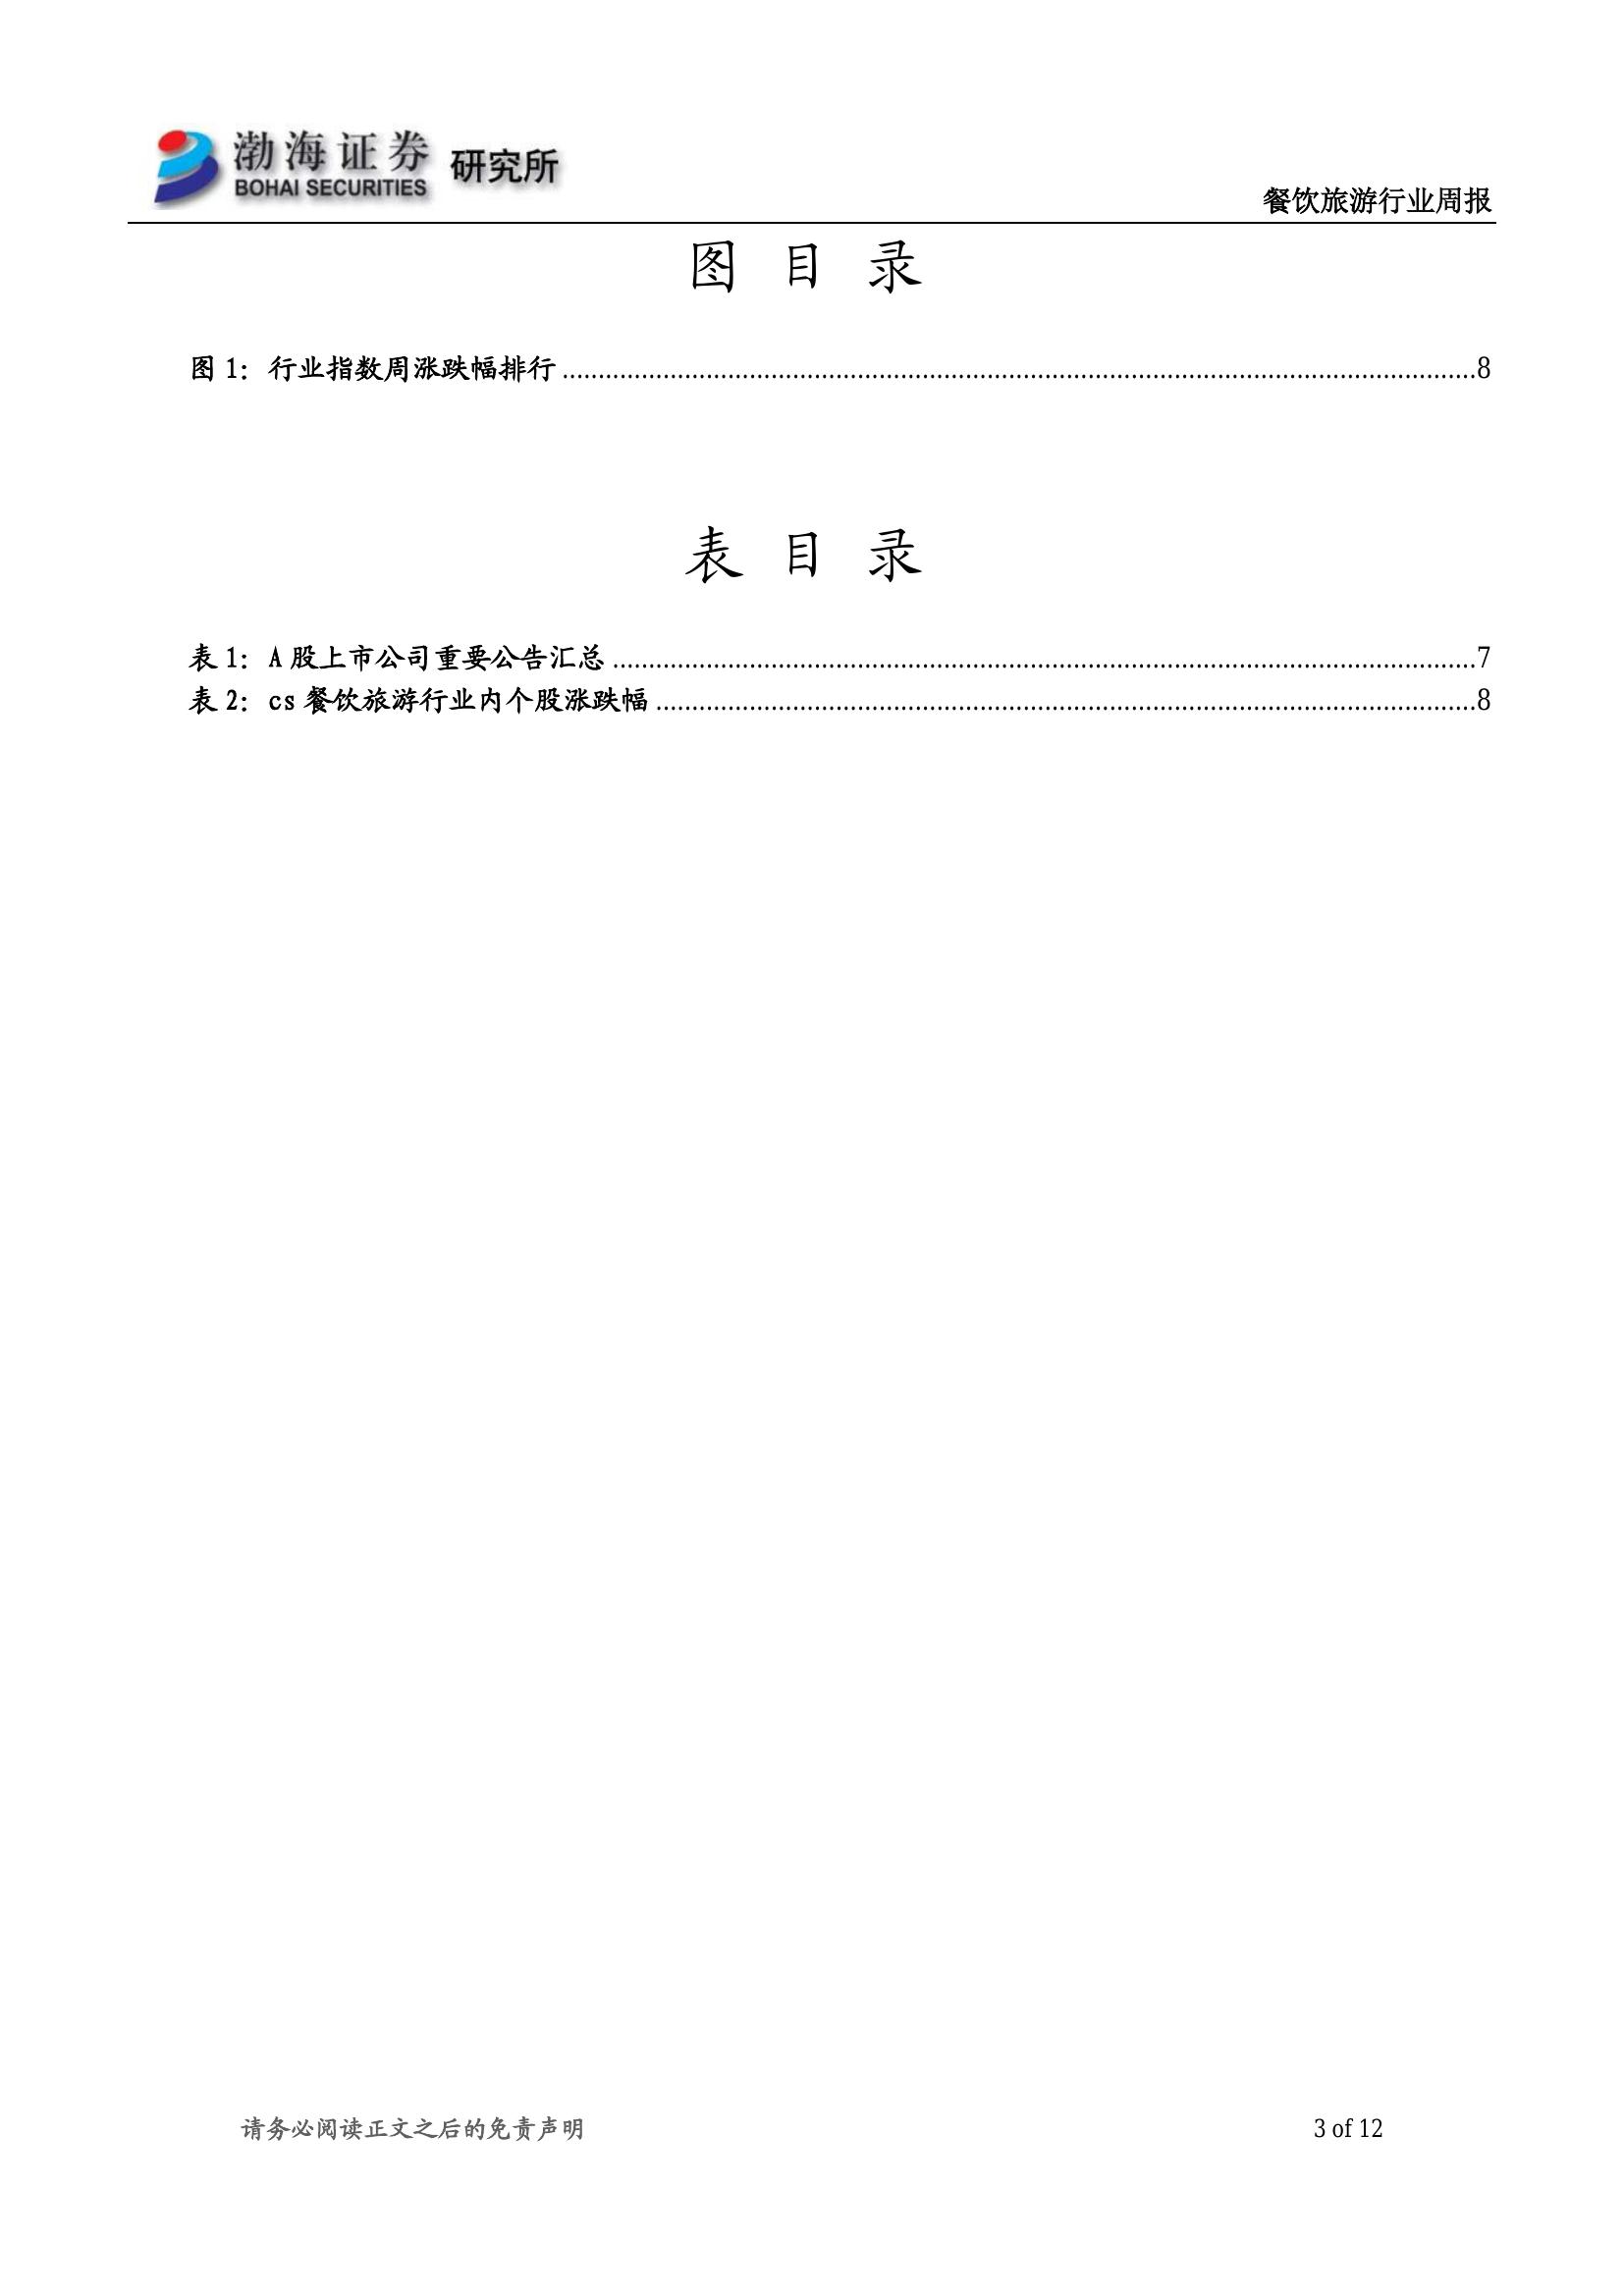 渤海证券 研究所
BOHAI SECURITIES
餐饮旅游行业周报
图 目 录
图 1：行业指数周涨跌幅排行........................................8
表 目 录
表 1：A 股上市公司重要公告汇总........................................7
表 2：cs 餐饮旅游行业内个股涨跌幅........................................8
请务必阅读正文之后的免责声明 3 of 12